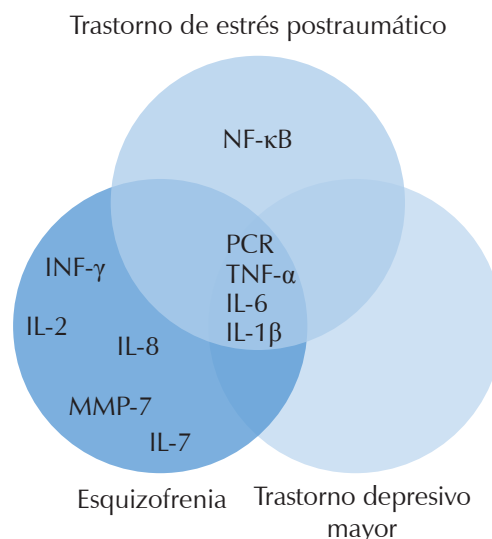 Trastorno de estrés postraumático
NF-κB
PCR
TNF-α
IL-6
IL-1β
INF-γ
IL-2
IL-8
MMP-7
IL-7
Esquizofrenia
Trastorno depresivo
mayor